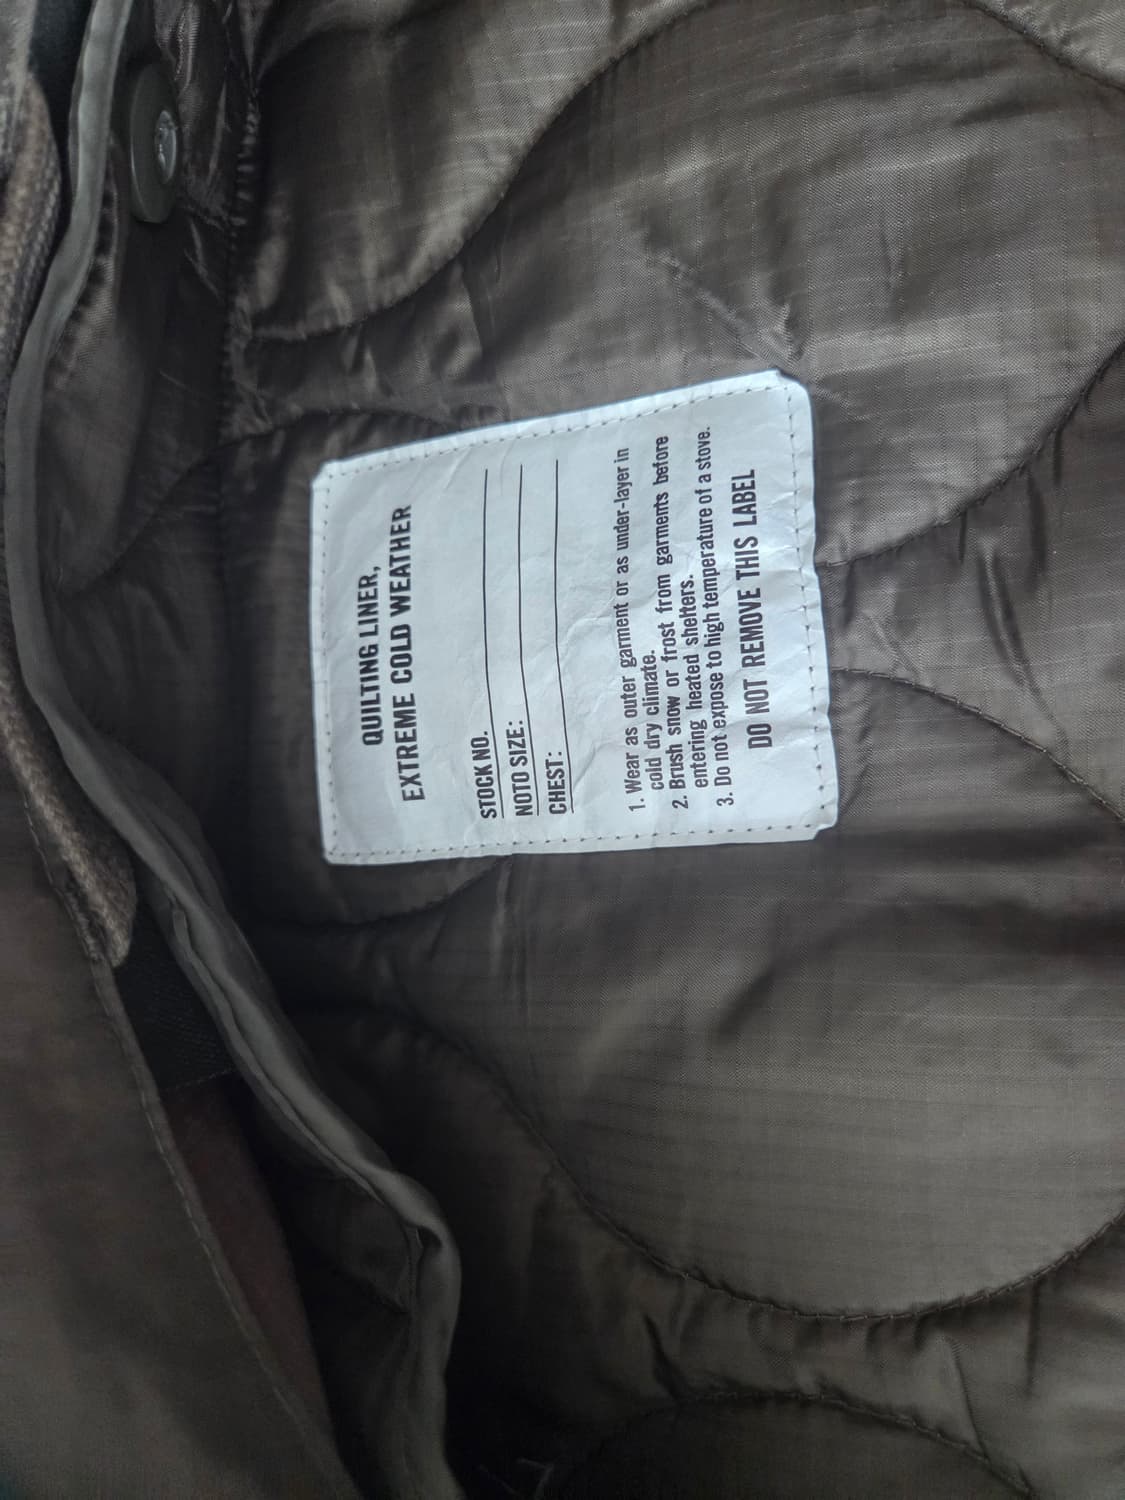 QUILTING LINER,
EXTREME COLD WEATHER
STOCK NO.
NOTO SIZE:
CHEST:
1. Wear as outer garment or as under-layer in
cold dry climate.
2. Brush snow or frost from garments before
entering heated shelters.
3. Do not expose to high temperature of a stove.
DO NOT REMOVE THIS LABEL